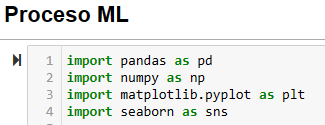 Proceso ML
1 import pandas as pd
2 import numpy as np
3 import matplotlib.pyplot as plt
4 import seaborn as sns